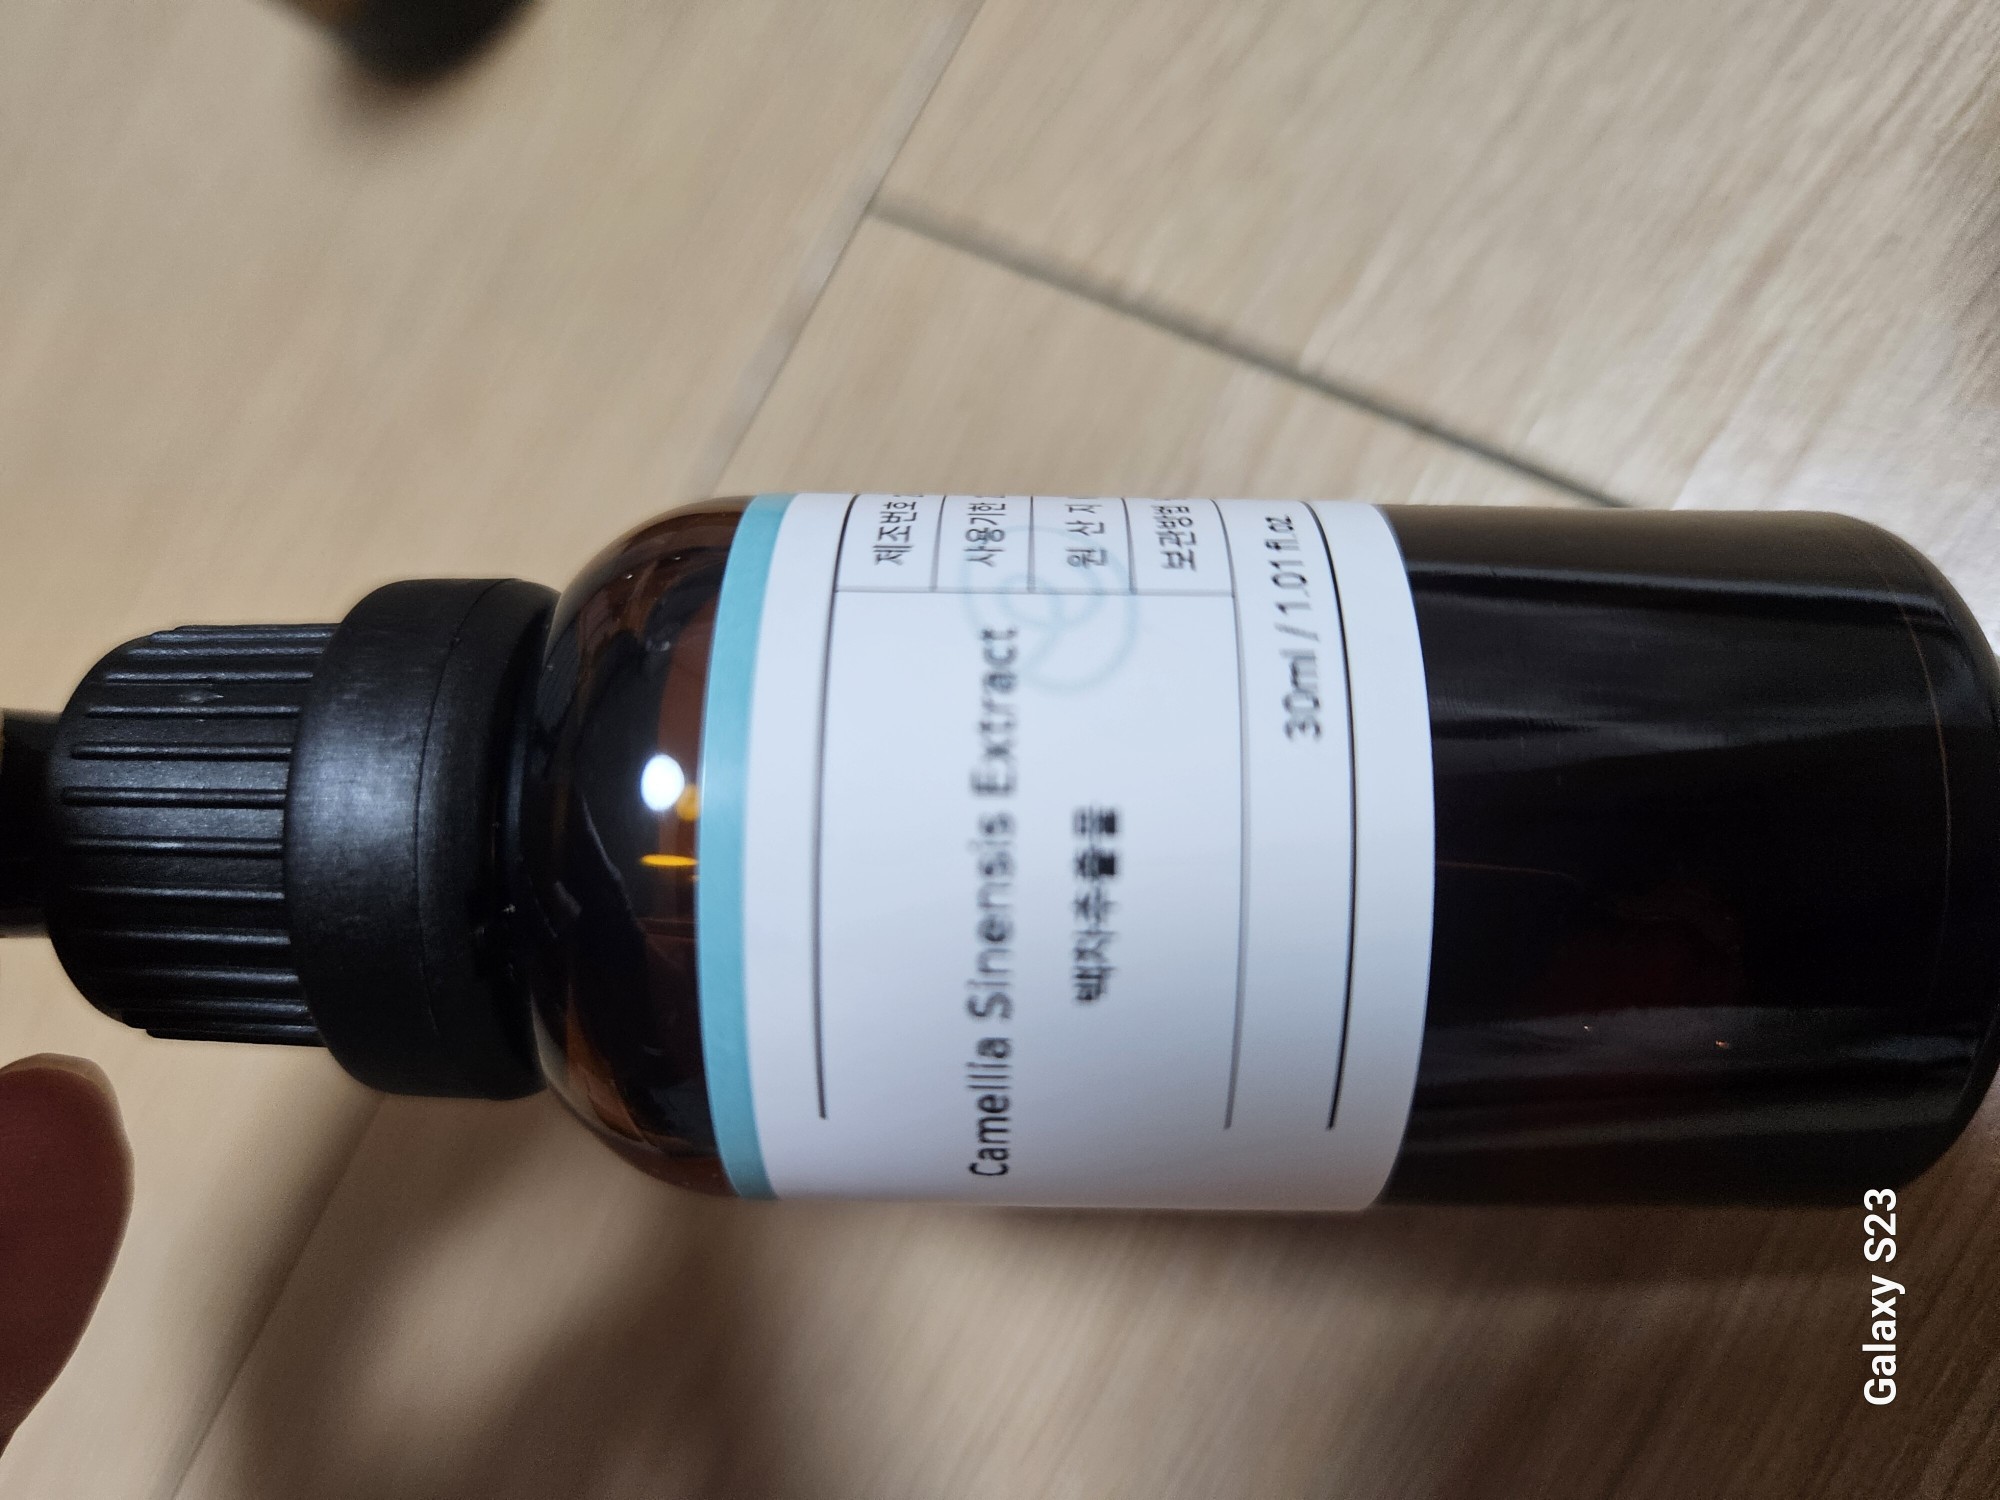 Camellia Sinensis Extract
백차추출물
제조번호
사용기한
원 산 지
보관방법
30ml / 1.01 fl.oz.
Galaxy S23